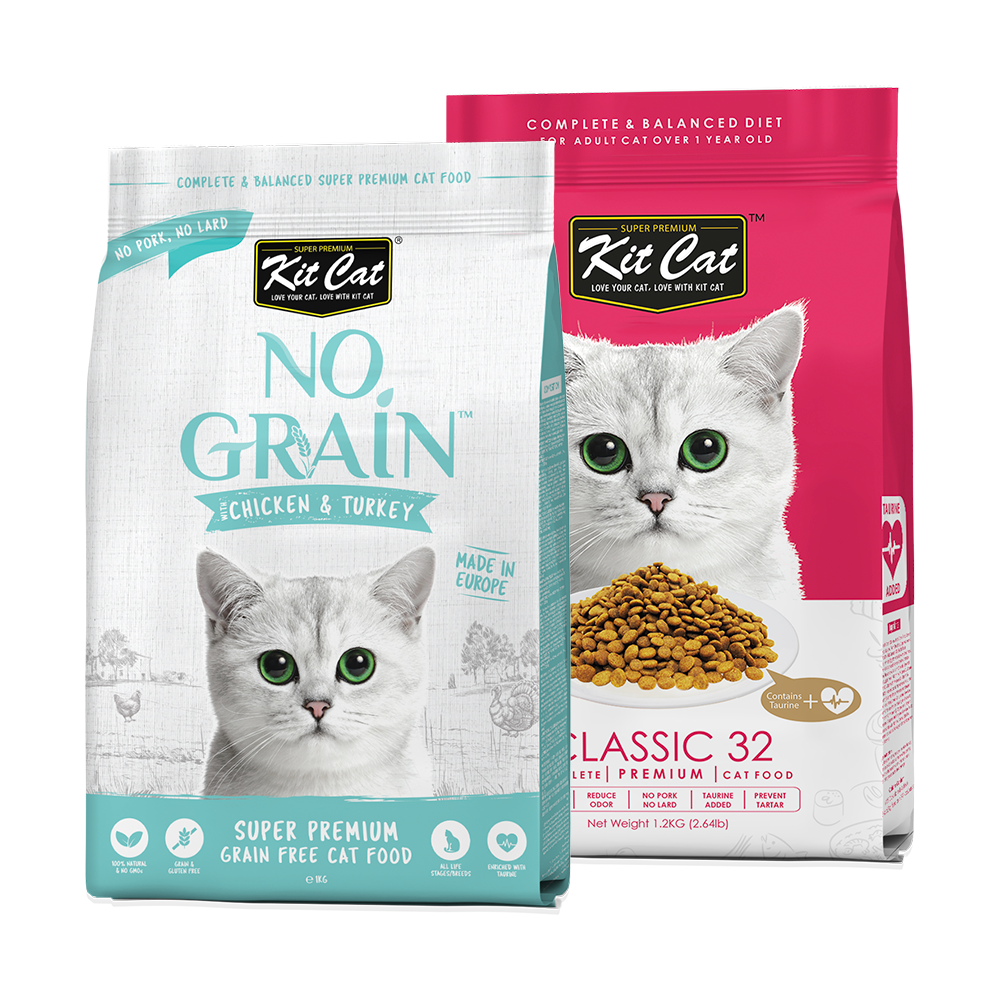 COMPLETE & BALANCED SUPER PREMIUM CAT FOOD
NO PORK, NO LARD
SUPER PREMIUM
Kit Cat ®
LOVE YOUR CAT, LOVE WITH KIT CAT
NO
GRAIN™
WITH CHICKEN & TURKEY
MADE IN
EUROPE
SUPER PREMIUM
GRAIN FREE CAT FOOD
100% NATURAL
& NO GMOs
GRAIN &
GLUTEN FREE
ALL LIFE
STAGES/BREEDS
ENRICHED WITH
TAURINE
℮ 1KG
COMPLETE & BALANCED DIET
FOR ADULT CAT OVER 1 YEAR OLD
SUPER PREMIUM
Kit Cat ™
LOVE YOUR CAT, LOVE WITH KIT CAT
TAURINE
ADDED
Contains
Taurine +
CLASSIC 32
LETE | PREMIUM | CAT FOOD
REDUCE
ODOR
NO PORK
NO LARD
TAURINE
ADDED
PREVENT
TARTAR
Net Weight 1.2KG (2.64lb)